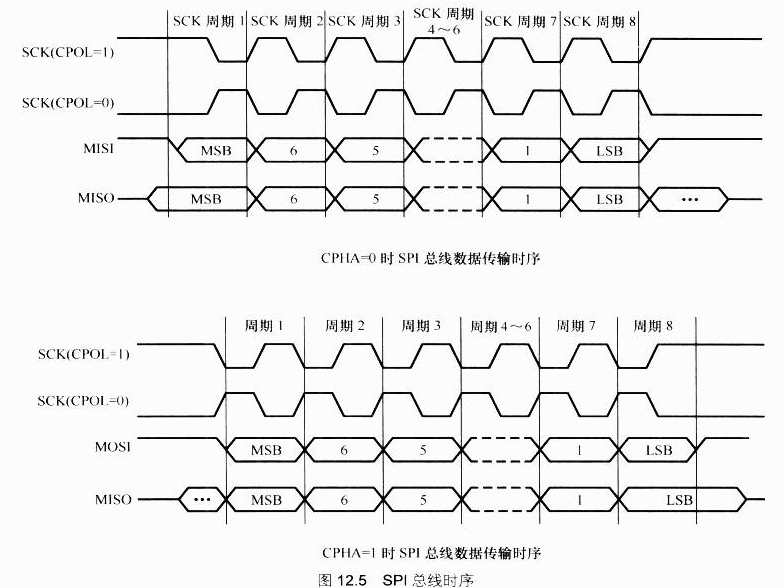 SCK 周期 1 SCK 周期 2 SCK 周期 3 SCK 周期 4～6 SCK 周期 7 SCK 周期 8
SCK(CPOL=1)
SCK(CPOL=0)
MISI MSB 6 5 1 LSB
MISO MSB 6 5 1 LSB ···
CPHA=0 时 SPI 总线数据传输时序
周期 1 周期 2 周期 3 周期 4～6 周期 7 周期 8
SCK(CPOL=1)
SCK(CPOL=0)
MOSI MSB 6 5 1 LSB
MISO ··· MSB 6 5 1 LSB
CPHA=1 时 SPI 总线数据传输时序
图 12.5 SPI 总线时序